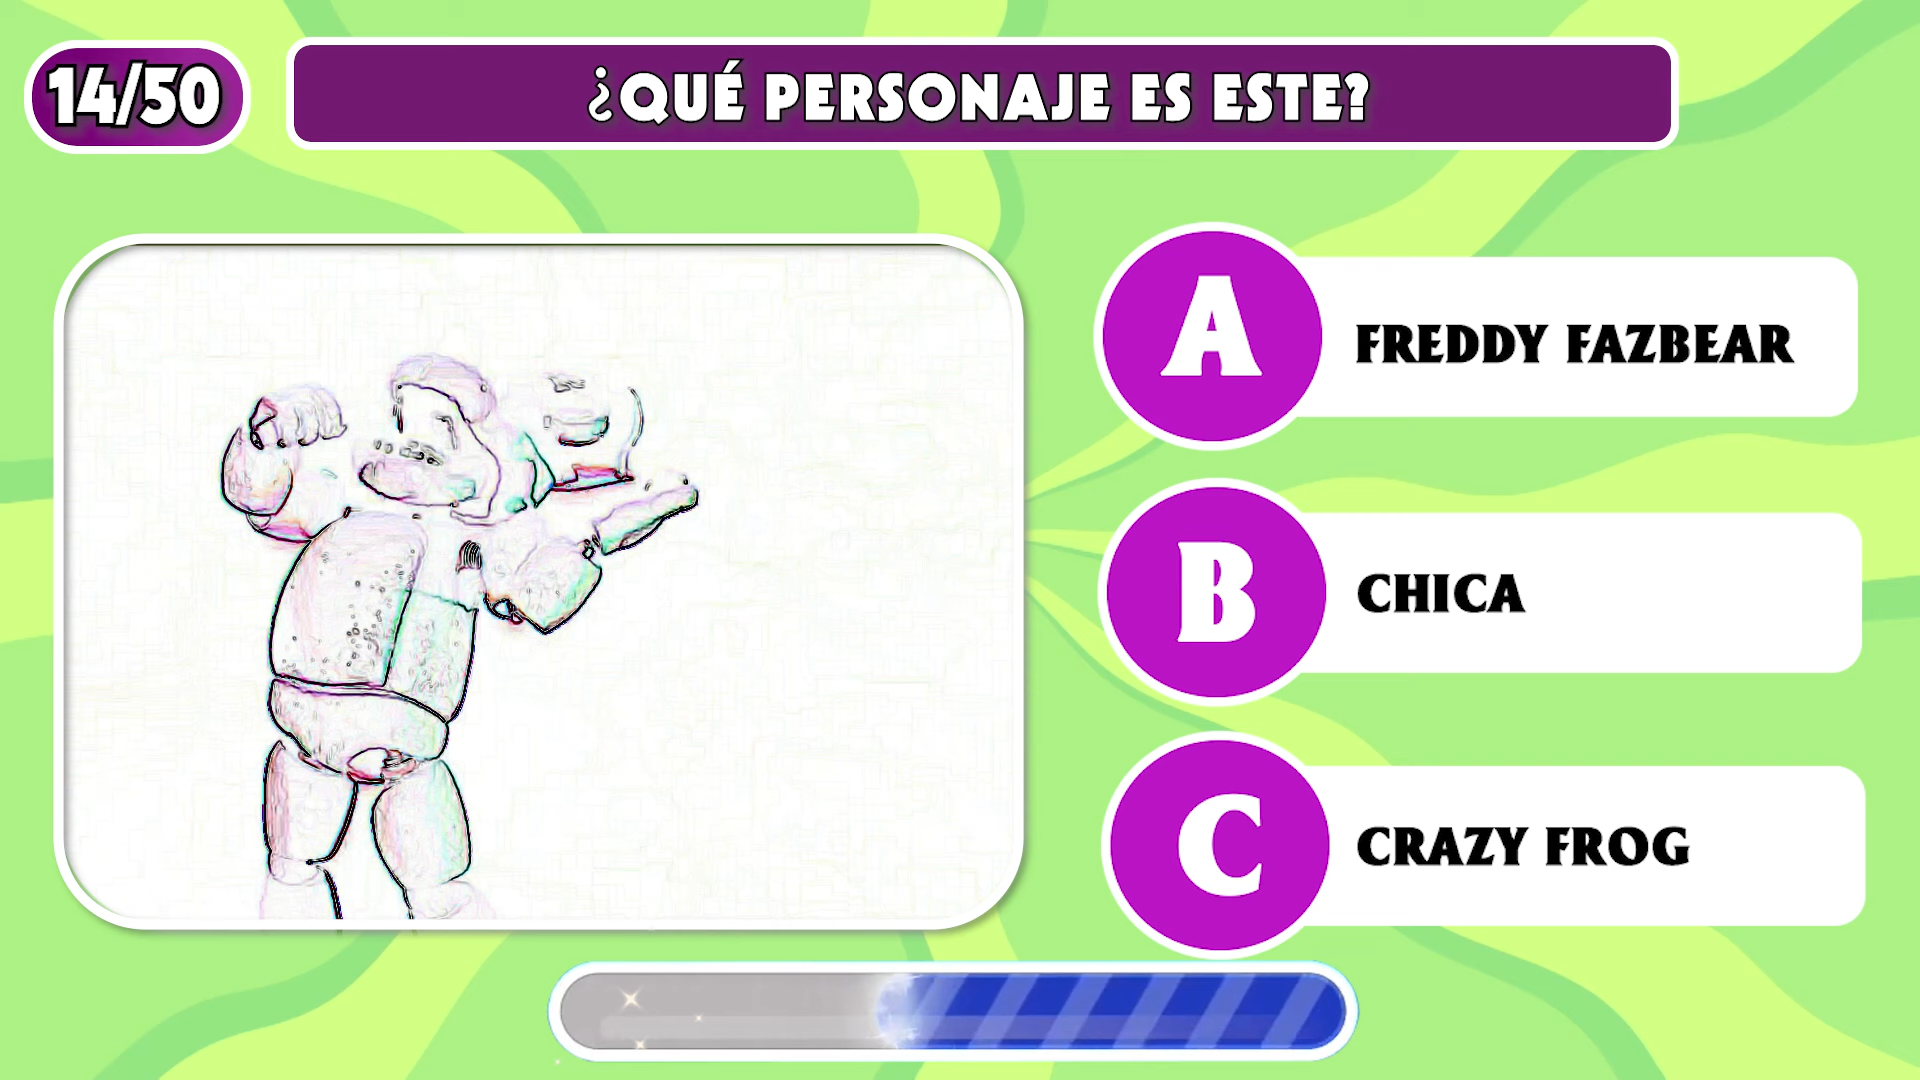 14/50
¿QUÉ PERSONAJE ES ESTE?
A
FREDDY FAZBEAR
B
CHICA
C
CRAZY FROG